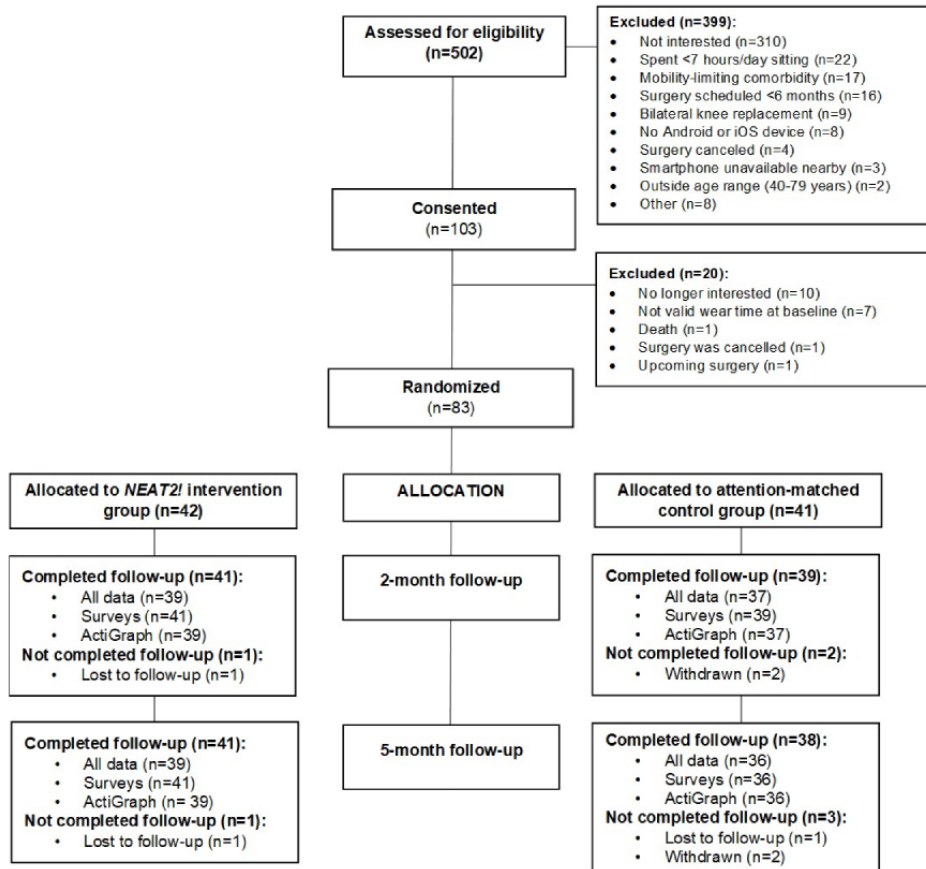 Assessed for eligibility
(n=502)
Excluded (n=399):
• Not interested (n=310)
• Spent <7 hours/day sitting (n=22)
• Mobility-limiting comorbidity (n=17)
• Surgery scheduled <6 months (n=16)
• Bilateral knee replacement (n=9)
• No Android or iOS device (n=8)
• Surgery canceled (n=4)
• Smartphone unavailable nearby (n=3)
• Outside age range (40-79 years) (n=2)
• Other (n=8)
Consented
(n=103)
Excluded (n=20):
• No longer interested (n=10)
• Not valid wear time at baseline (n=7)
• Death (n=1)
• Surgery was cancelled (n=1)
• Upcoming surgery (n=1)
Randomized
(n=83)
Allocated to NEAT2! intervention
group (n=42)
ALLOCATION
Allocated to attention-matched
control group (n=41)
Completed follow-up (n=41):
• All data (n=39)
• Surveys (n=41)
• ActiGraph (n=39)
Not completed follow-up (n=1):
• Lost to follow-up (n=1)
2-month follow-up
Completed follow-up (n=39):
• All data (n=37)
• Surveys (n=39)
• ActiGraph (n=37)
Not completed follow-up (n=2):
• Withdrawn (n=2)
Completed follow-up (n=41):
• All data (n=39)
• Surveys (n=41)
• ActiGraph (n= 39)
Not completed follow-up (n=1):
• Lost to follow-up (n=1)
5-month follow-up
Completed follow-up (n=38):
• All data (n=36)
• Surveys (n=36)
• ActiGraph (n=36)
Not completed follow-up (n=3):
• Lost to follow-up (n=1)
• Withdrawn (n=2)